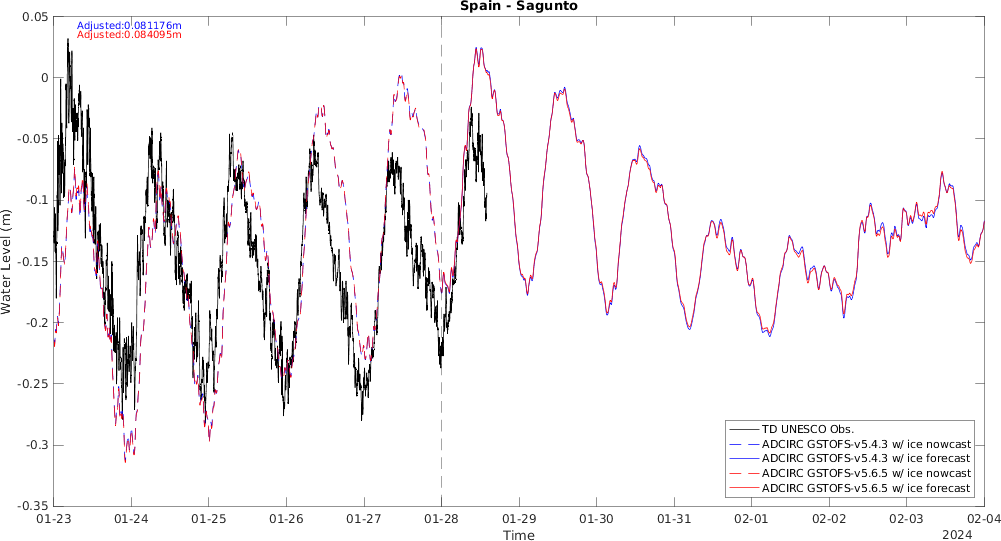 Spain - Sagunto
Adjusted:0.081176m
Adjusted:0.084095m
0.05
0
-0.05
-0.1
-0.15
-0.2
-0.25
-0.3
-0.35
Water Level (m)
TD UNESCO Obs.
ADCIRC GSTOFS-v5.4.3 w/ ice nowcast
ADCIRC GSTOFS-v5.4.3 w/ ice forecast
ADCIRC GSTOFS-v5.6.5 w/ ice nowcast
ADCIRC GSTOFS-v5.6.5 w/ ice forecast
01-23 01-24 01-25 01-26 01-27 01-28 01-29 01-30 01-31 02-01 02-02 02-03 02-04
Time
2024